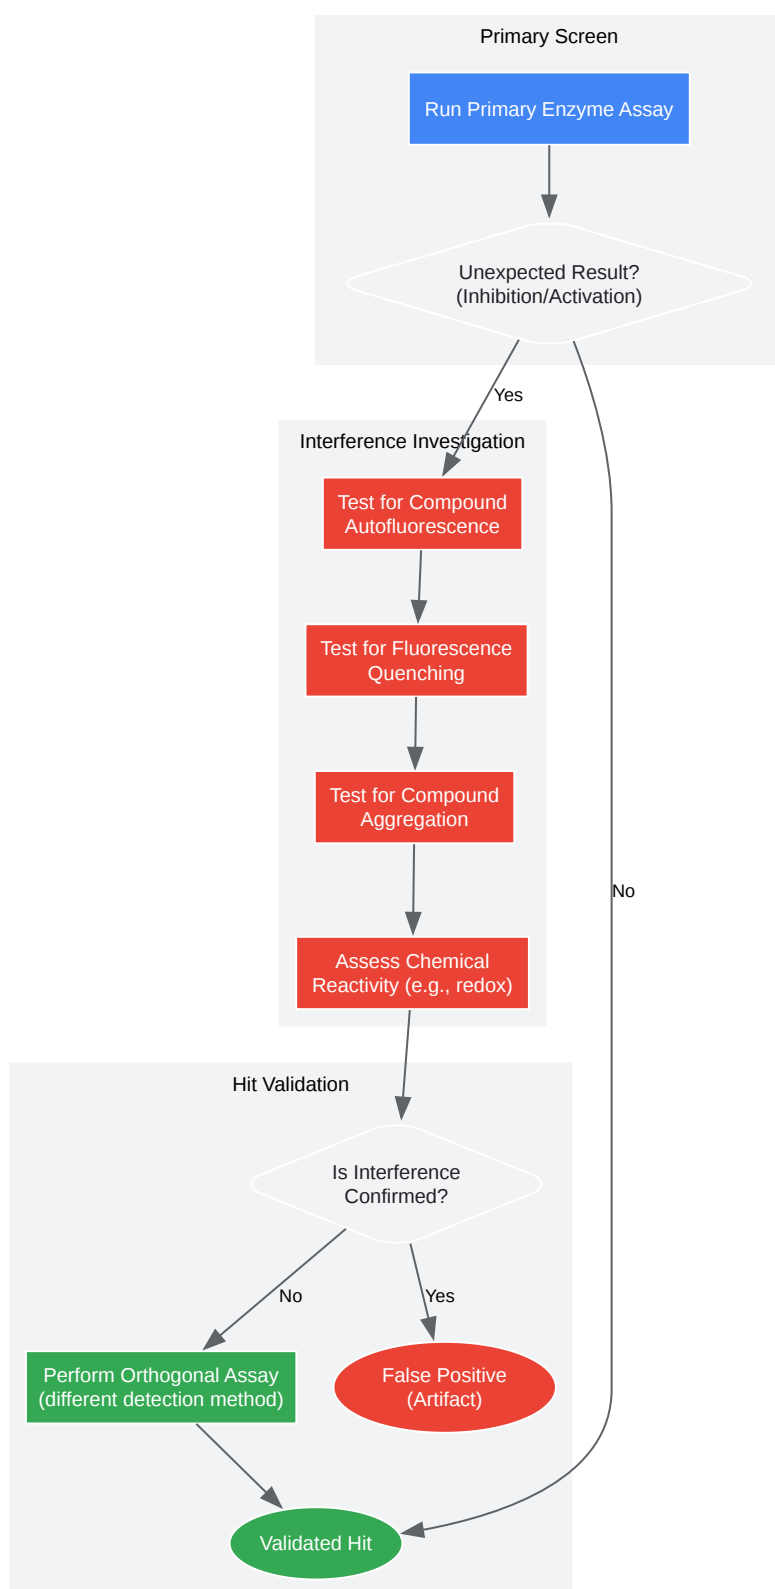 Primary Screen
Run Primary Enzyme Assay
Unexpected Result?
(Inhibition/Activation)
Yes
Interference Investigation
Test for Compound
Autofluorescence
Test for Fluorescence
Quenching
Test for Compound
Aggregation
No
Assess Chemical
Reactivity (e.g., redox)
Hit Validation
Is Interference
Confirmed?
No
Yes
Perform Orthogonal Assay
(different detection method)
False Positive
(Artifact)
Validated Hit